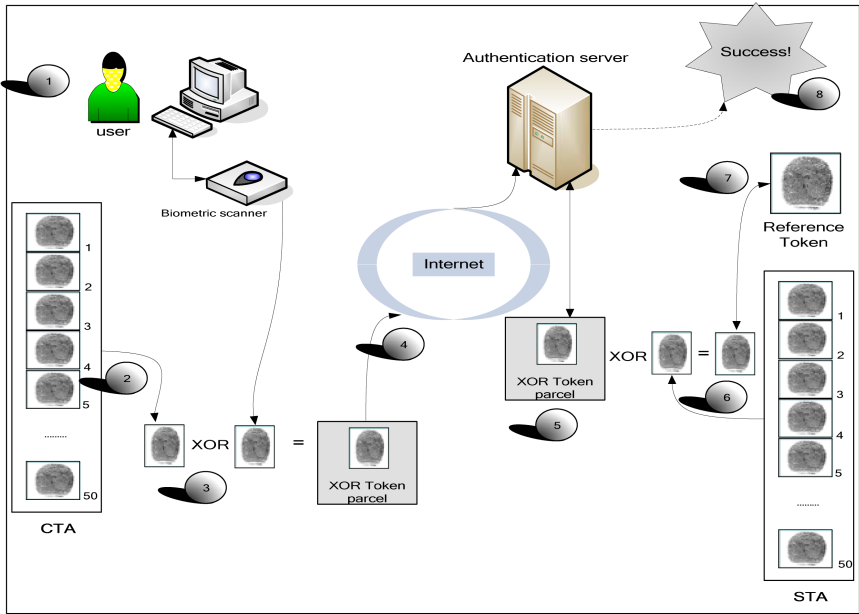 1
user
Biometric scanner
1
2
3
4
5
.........
50
CTA
2
XOR
=
3
XOR Token
parcel
4
Internet
Authentication server
Success!
8
7
Reference
Token
XOR Token
parcel
XOR
=
5
6
1
2
3
4
5
.........
50
STA